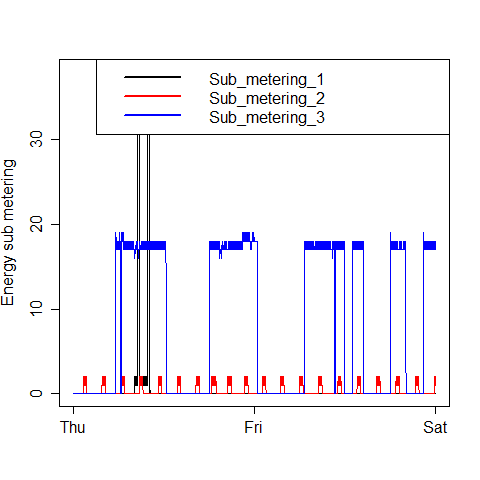 Sub_metering_1
Sub_metering_2
Sub_metering_3
Energy sub metering
30
20
10
0
Thu Fri Sat